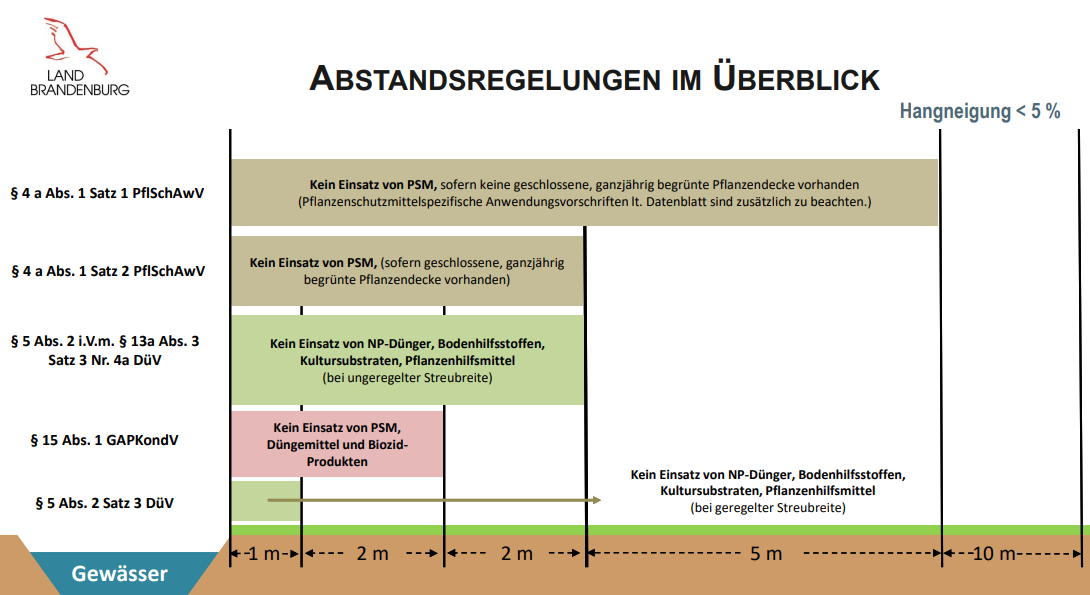 LAND
BRANDENBURG
ABSTANDSREGELUNGEN IM ÜBERBLICK
Hangneigung < 5 %
§ 4 a Abs. 1 Satz 1 PflSchAwV
Kein Einsatz von PSM, sofern keine geschlossene, ganzjährig begrünte Pflanzendecke vorhanden
(Pflanzenschutzmittelspezifische Anwendungsvorschriften lt. Datenblatt sind zusätzlich zu beachten.)
§ 4 a Abs. 1 Satz 2 PflSchAwV
Kein Einsatz von PSM, (sofern geschlossene, ganzjährig
begrünte Pflanzendecke vorhanden)
§ 5 Abs. 2 i.V.m. § 13a Abs. 3
Satz 3 Nr. 4a DüV
Kein Einsatz von NP-Dünger, Bodenhilfsstoffen,
Kultursubstraten, Pflanzenhilfsmittel
(bei ungeregelter Streubreite)
§ 15 Abs. 1 GAPKondV
Kein Einsatz von PSM,
Düngemittel und Biozid-
Produkten
§ 5 Abs. 2 Satz 3 DüV
Kein Einsatz von NP-Dünger, Bodenhilfsstoffen,
Kultursubstraten, Pflanzenhilfsmittel
(bei geregelter Streubreite)
1 m
2 m
2 m
5 m
10 m
Gewässer